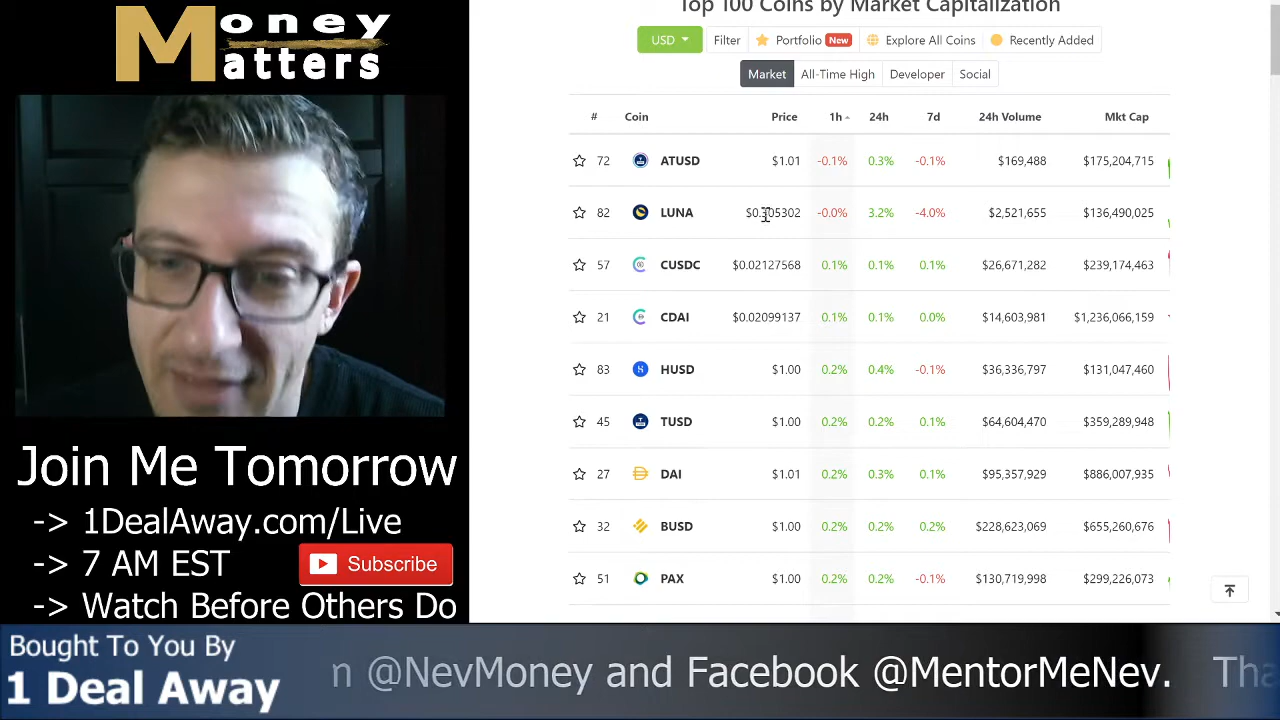 Money
Matters
Join Me Tomorrow
-> 1DealAway.com/Live
-> 7 AM EST
Subscribe
-> Watch Before Others Do
Top 100 Coins by Market Capitalization
USD Filter Portfolio New Explore All Coins Recently Added
Market All-Time High Developer Social
# Coin Price 1h 24h 7d 24h Volume Mkt Cap
72 ATUSD $1.01 -0.1% 0.3% -0.1% $169,488 $175,204,715
82 LUNA $0.305302 -0.0% 3.2% -4.0% $2,521,655 $136,490,025
57 CUSDC $0.02127568 0.1% 0.1% 0.1% $26,671,282 $239,174,463
21 CDAI $0.02099137 0.1% 0.1% 0.0% $14,603,981 $1,236,066,159
83 HUSD $1.00 0.2% 0.4% -0.1% $36,336,797 $131,047,460
45 TUSD $1.00 0.2% 0.2% 0.1% $64,604,470 $359,289,948
27 DAI $1.01 0.2% 0.3% 0.1% $95,357,929 $886,007,935
32 BUSD $1.00 0.2% 0.2% 0.2% $228,623,069 $655,260,676
51 PAX $1.00 0.2% 0.2% -0.1% $130,719,998 $299,226,073
Bought To You By
1 Deal Away
n @NevMoney and Facebook @MentorMeNev. Tha